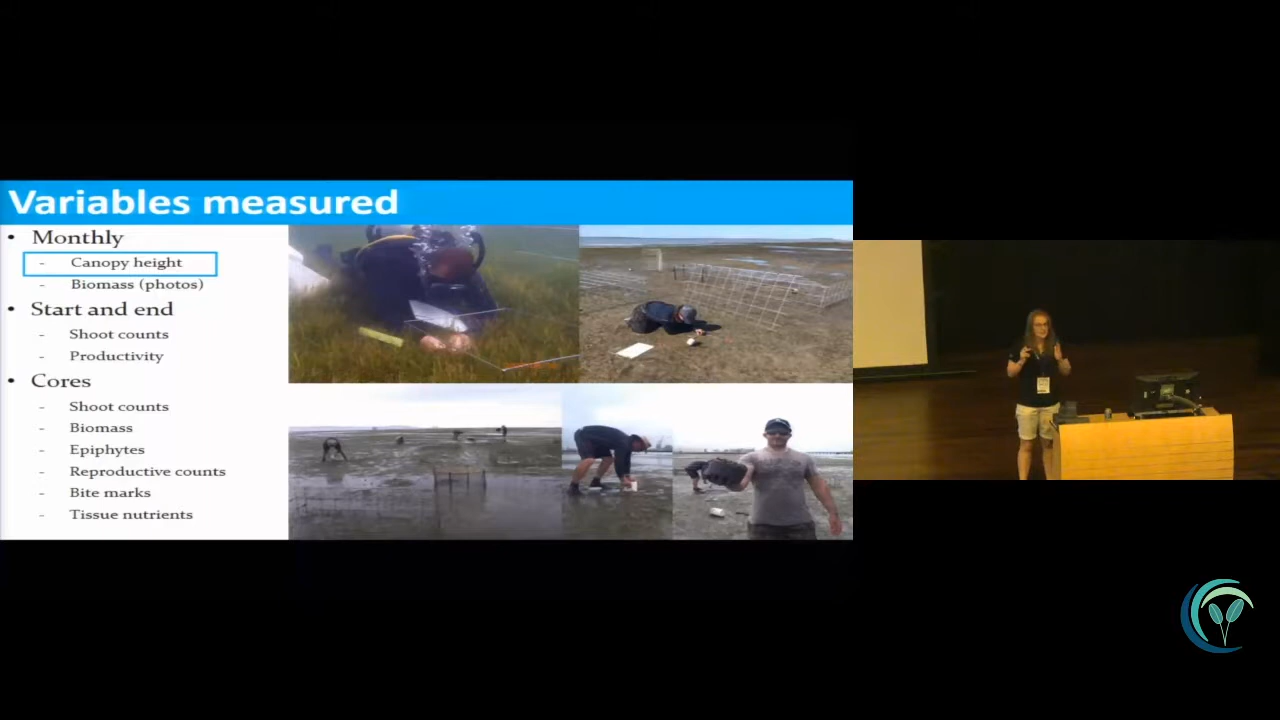 Variables measured
• Monthly
- Canopy height
- Biomass (photos)
• Start and end
- Shoot counts
- Productivity
• Cores
- Shoot counts
- Biomass
- Epiphytes
- Reproductive counts
- Bite marks
- Tissue nutrients